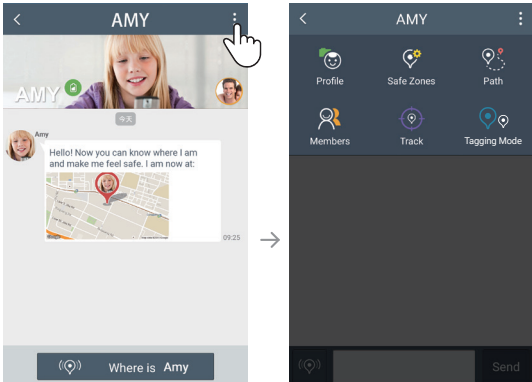 AMY
AMY
今天
Amy
Hello! Now you can know where I am
and make me feel safe. I am now at:
09:25
Where is Amy
AMY
Profile
Safe Zones
Path
Members
Track
Tagging Mode
Send